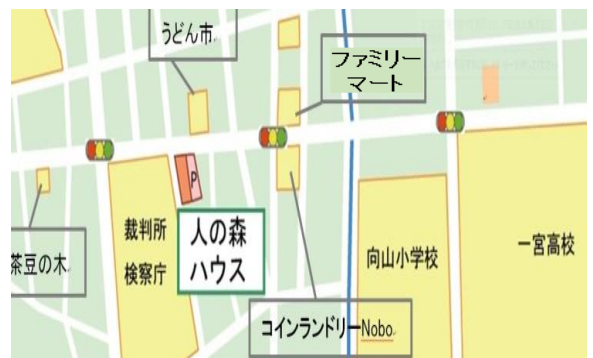 うどん市
ファミリー
マート
P
裁判所
検察庁
人の森
ハウス
茶豆の木
向山小学校
一宮高校
コインランドリーNobo